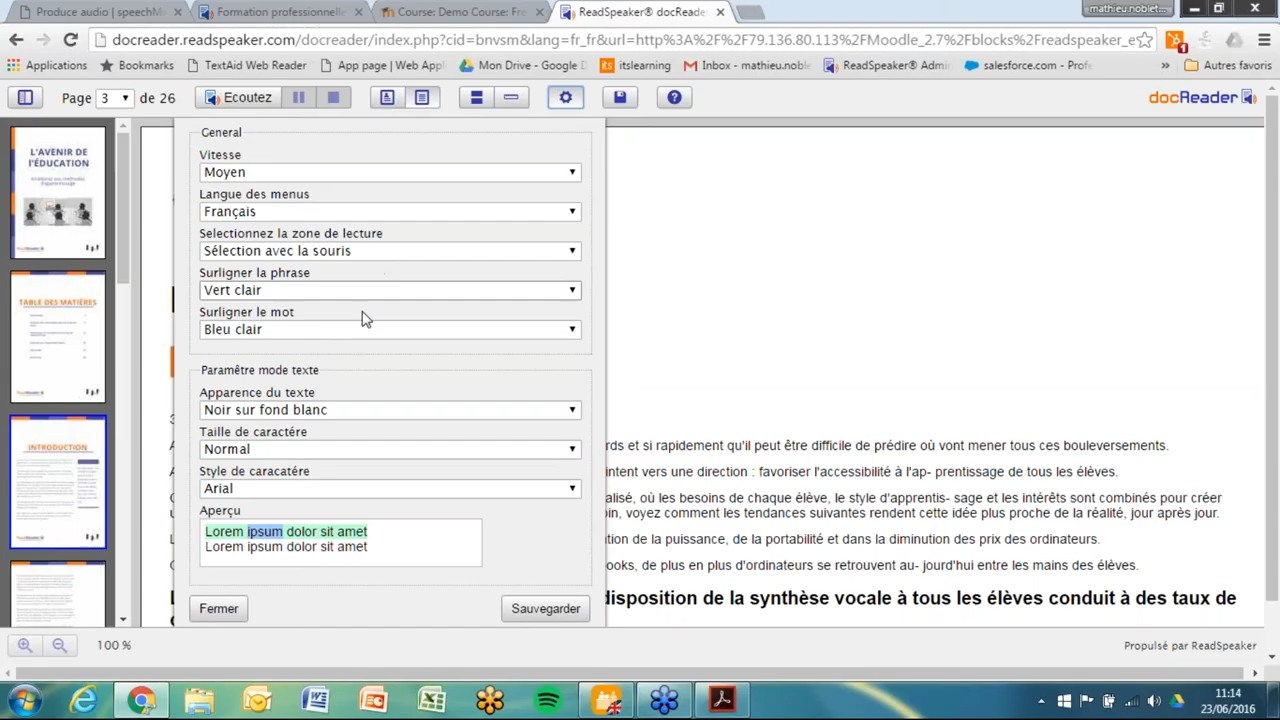 Produce audio | speechM
Formation professionnelle
Course: Demo Course: Fre
ReadSpeaker® docReader
mathieu.noblet...
docreader.readspeaker.com/docreader/index.php?cid=bnvsm&lang=fr_fr&url=http%3A%2F%2F79.136.80.113%2FMoodle_2.7%2Fblocks%2Freadspeaker_e
1
Applications
Bookmarks
TextAid Web Reader
App page | Web Appl
Mon Drive - Google D
its
itslearning
Inbox - mathieu.noble
ReadSpeaker® Admin
salesforce.com - Profe
»
Autres favoris
Page 3 de 26
Ecoutez
docReader
L'AVENIR DE
l'ÉDUCATION
TABLE DES MATIÈRES
INTRODUCTION
General
Vitesse
Moyen
Langue des menus
Français
Selectionnez la zone de lecture
Sélection avec la souris
Surligner la phrase
Vert clair
Surligner le mot
Bleu clair
Paramêtre mode texte
Apparence du texte
Noir sur fond blanc
Taille de caractére
Normal
Style de caracatére
Arial
Aperçu
Lorem ipsum dolor sit amet
Lorem ipsum dolor sit amet
Fermer
Sauvegarder
rds et si rapidement qu'il peut être difficile de prédire où vont mener tous ces bouleversements.
intent vers une direction : favoriser l'accessibilité à l'ap- prentissage de tous les élèves.
alisé, où les besoins de chaque élève, le style d'apprentis- sage et les intérêts sont combinés pour créer
oin, voyez comment les tendances suivantes rendent cette idée plus proche de la réalité, jour après jour.
tion de la puissance, de la portabilité et dans la diminution des prix des ordinateurs.
ooks, de plus en plus d'ordinateurs se retrouvent au- jourd'hui entre les mains des élèves.
disposition de la synthèse vocale à tous les élèves conduit à des taux de
100 %
Propulsé par ReadSpeaker
11:14
23/06/2016